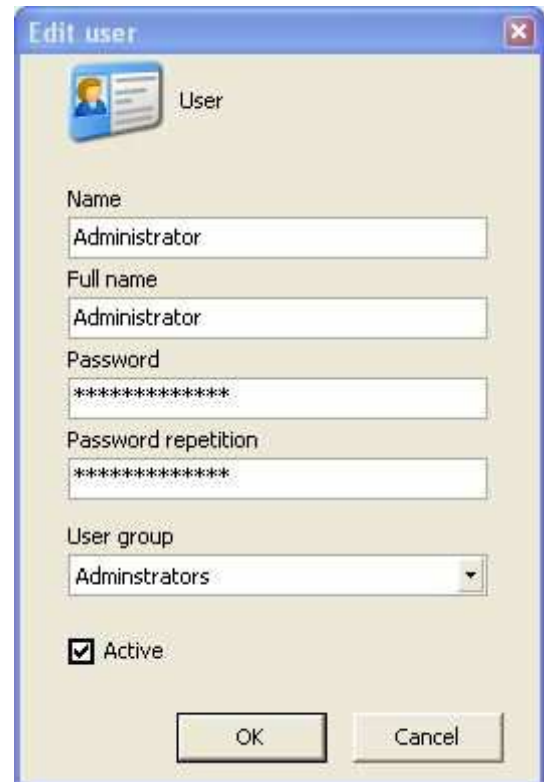 Edit user
User
Name
Administrator
Full name
Administrator
Password
*************
Password repetition
*************
User group
Adminstrators
Active
OK
Cancel